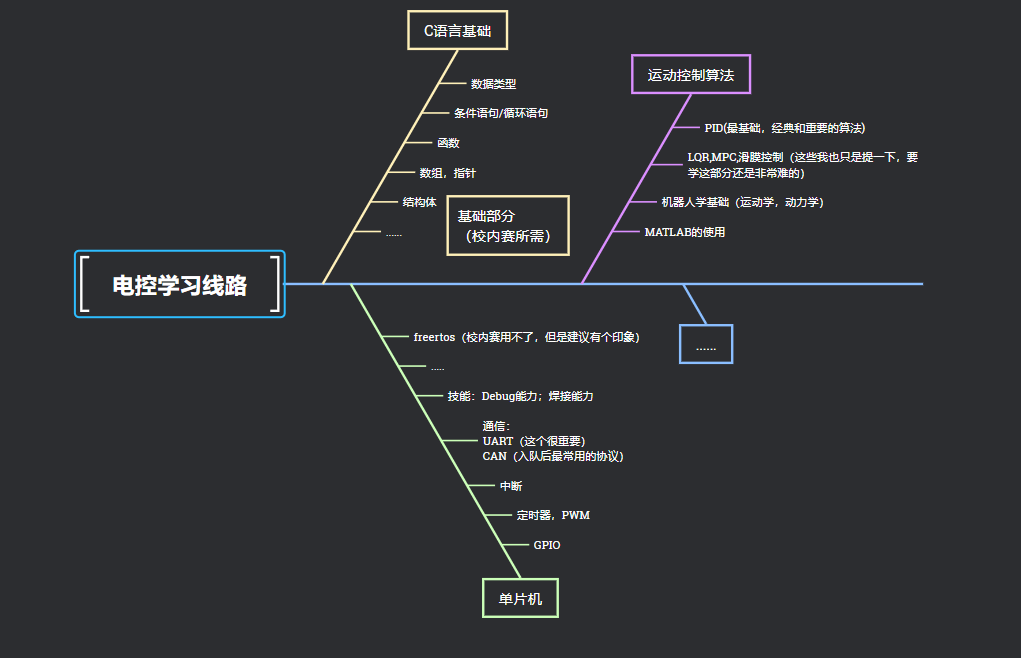 C语言基础
数据类型
条件语句/循环语句
函数
数组，指针
结构体
......
基础部分
（校内赛所需）
运动控制算法
PID(最基础，经典和重要的算法)
LQR,MPC,滑膜控制（这些我也只是提一下，要
学这部分还是非常难的）
机器人学基础（运动学，动力学）
MATLAB的使用
电控学习线路
......
freertos（校内赛用不了，但是建议有个印象）
.....
技能：Debug能力；焊接能力
通信：
UART（这个很重要）
CAN（入队后最常用的协议）
中断
定时器，PWM
GPIO
单片机